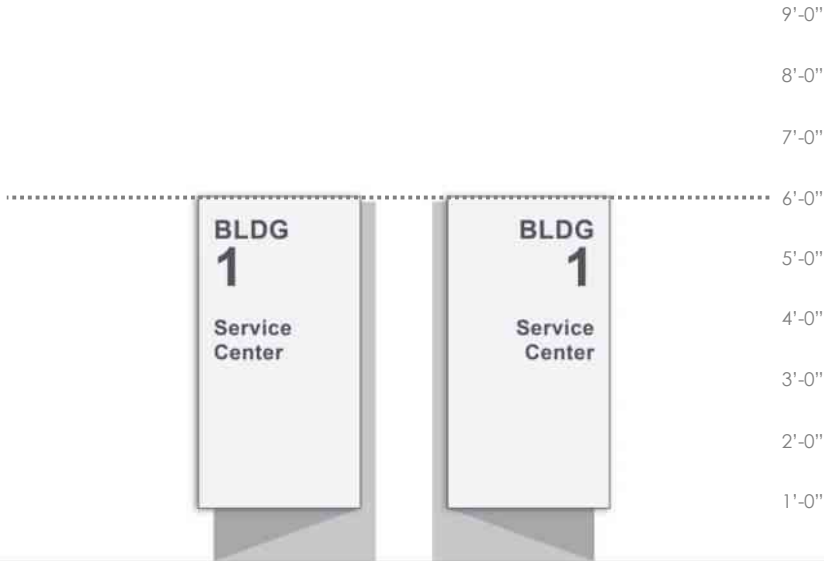 9’-0”
8’-0”
7’-0”
6’-0”
BLDG
1
Service
Center
BLDG
1
Service
Center
5’-0”
4’-0”
3’-0”
2’-0”
1’-0”